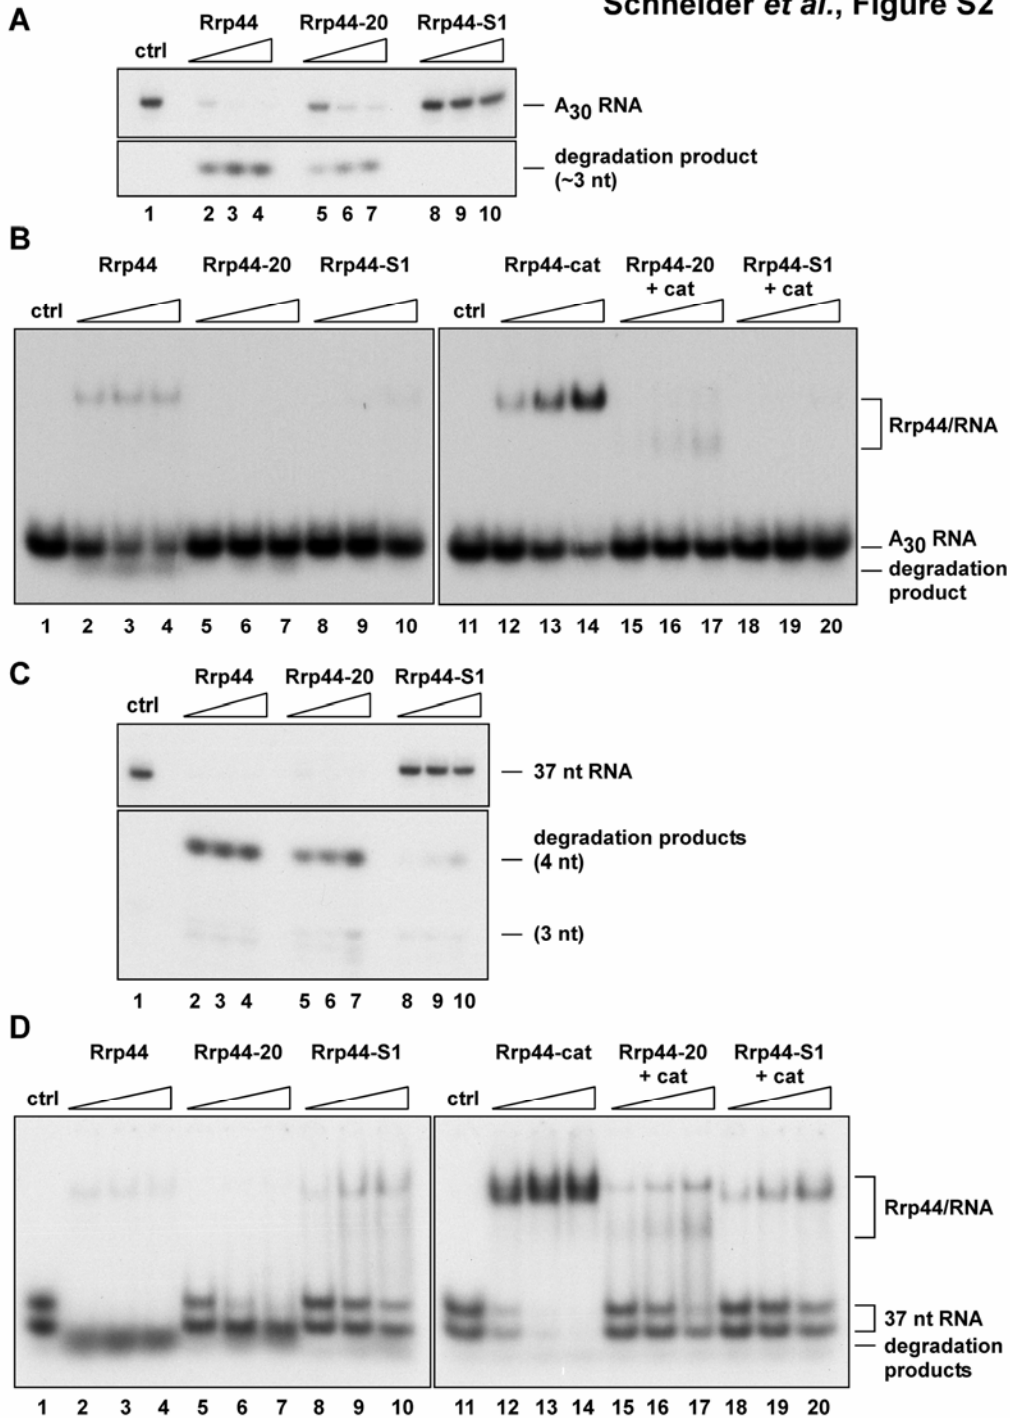 Schneider et al., Figure S2
A
Rrp44 Rrp44-20 Rrp44-S1
ctrl
A30 RNA
degradation product
(~3 nt)
1 2 3 4 5 6 7 8 9 10
B
Rrp44 Rrp44-20 Rrp44-S1 Rrp44-cat Rrp44-20 Rrp44-S1
+ cat + cat
ctrl ctrl
Rrp44/RNA
A30 RNA
degradation
product
1 2 3 4 5 6 7 8 9 10 11 12 13 14 15 16 17 18 19 20
C
Rrp44 Rrp44-20 Rrp44-S1
ctrl
37 nt RNA
degradation products
(4 nt)
(3 nt)
1 2 3 4 5 6 7 8 9 10
D
Rrp44 Rrp44-20 Rrp44-S1 Rrp44-cat Rrp44-20 Rrp44-S1
+ cat + cat
ctrl ctrl
Rrp44/RNA
37 nt RNA
degradation
products
1 2 3 4 5 6 7 8 9 10 11 12 13 14 15 16 17 18 19 20